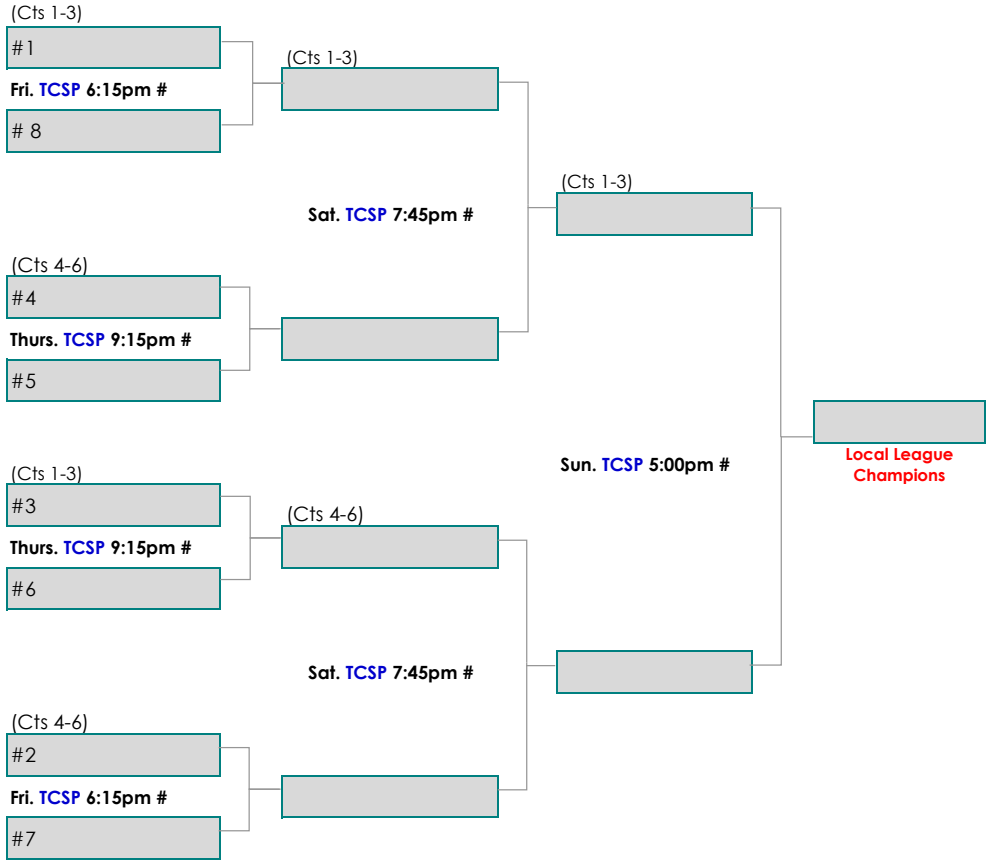 (Cts 1-3)
#1
Fri. TCSP 6:15pm #
# 8
(Cts 1-3)
Sat. TCSP 7:45pm #
(Cts 4-6)
#4
Thurs. TCSP 9:15pm #
#5
(Cts 1-3)
(Cts 1-3)
#3
Thurs. TCSP 9:15pm #
#6
(Cts 4-6)
Sat. TCSP 7:45pm #
(Cts 4-6)
#2
Fri. TCSP 6:15pm #
#7
Sun. TCSP 5:00pm #
Local League
Champions